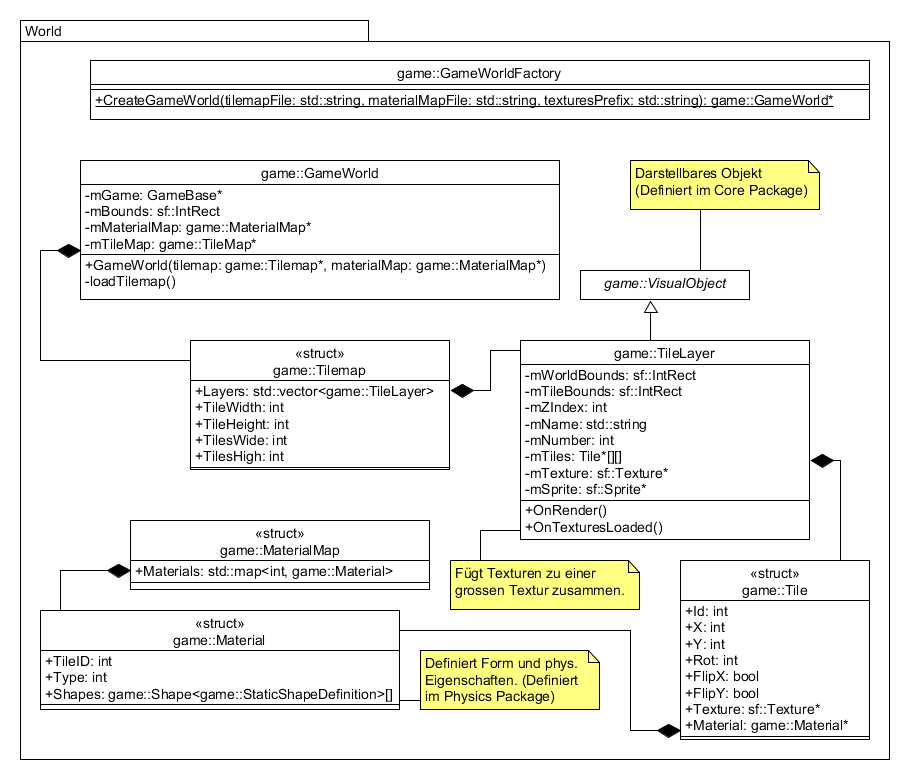 World
game::GameWorldFactory
+CreateGameWorld(tilemapFile: std::string, materialMapFile: std::string, texturesPrefix: std::string): game::GameWorld*
game::GameWorld
-mGame: GameBase*
-mBounds: sf::IntRect
-mMaterialMap: game::MaterialMap*
-mTileMap: game::TileMap*
+GameWorld(tilemap: game::Tilemap*, materialMap: game::MaterialMap*)
-loadTilemap()
Darstellbares Objekt
(Definiert im Core Package)
game::VisualObject
«struct»
game::Tilemap
+Layers: std::vector<game::TileLayer>
+TileWidth: int
+TileHeight: int
+TilesWide: int
+TilesHigh: int
game::TileLayer
-mWorldBounds: sf::IntRect
-mTileBounds: sf::IntRect
-mZIndex: int
-mName: std::string
-mNumber: int
-mTiles: Tile*[][]
-mTexture: sf::Texture*
-mSprite: sf::Sprite*
+OnRender()
+OnTexturesLoaded()
«struct»
game::MaterialMap
+Materials: std::map<int, game::Material>
Fügt Texturen zu einer
grossen Textur zusammen.
«struct»
game::Tile
+Id: int
+X: int
+Y: int
+Rot: int
+FlipX: bool
+FlipY: bool
+Texture: sf::Texture*
+Material: game::Material*
«struct»
game::Material
+TileID: int
+Type: int
+Shapes: game::Shape<game::StaticShapeDefinition>[]
Definiert Form und phys.
Eigenschaften. (Definiert
im Physics Package)